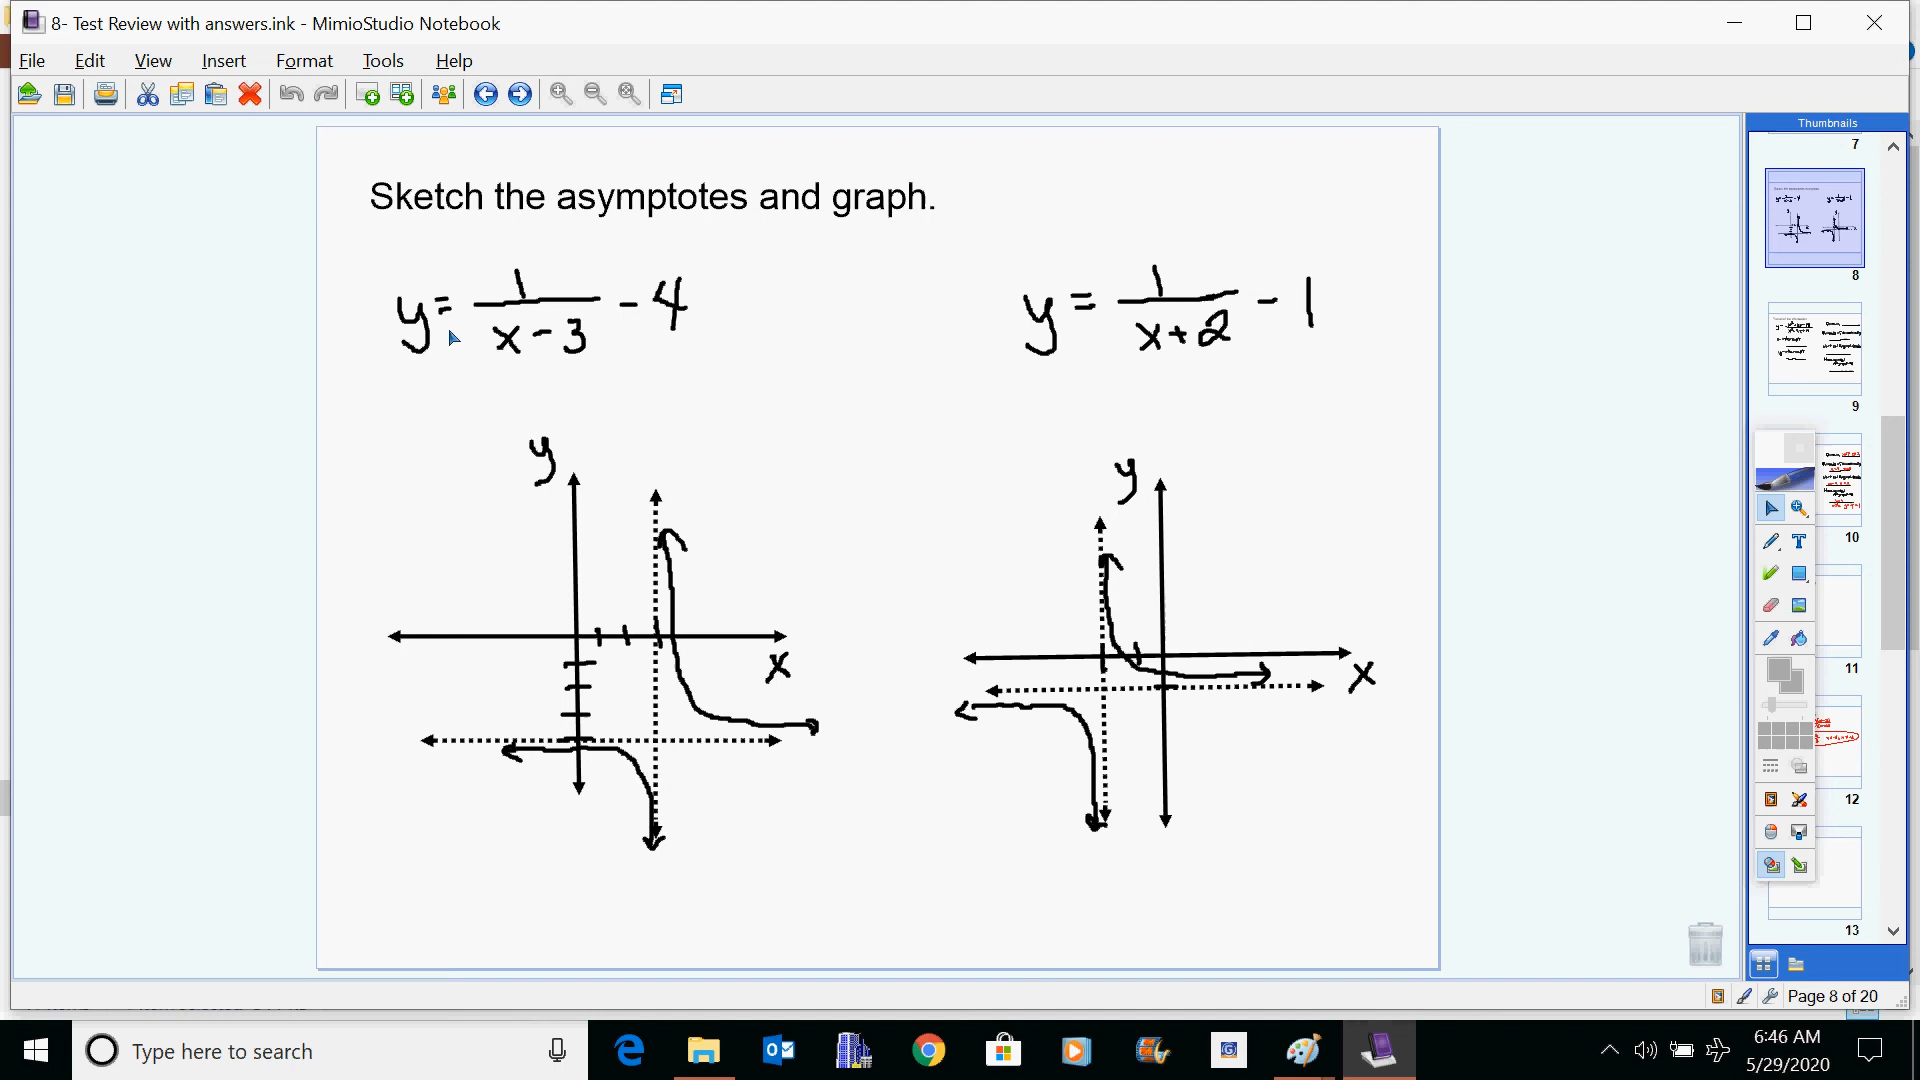 8- Test Review with answers.ink - MimioStudio Notebook
File Edit View Insert Format Tools Help
Thumbnails
Sketch the asymptotes and graph.
y = 1/(x - 3) - 4
y = 1/(x + 2) - 1
y
x
y
x
7
8
9
10
11
12
13
Page 8 of 20
Type here to search
6:46 AM
5/29/2020